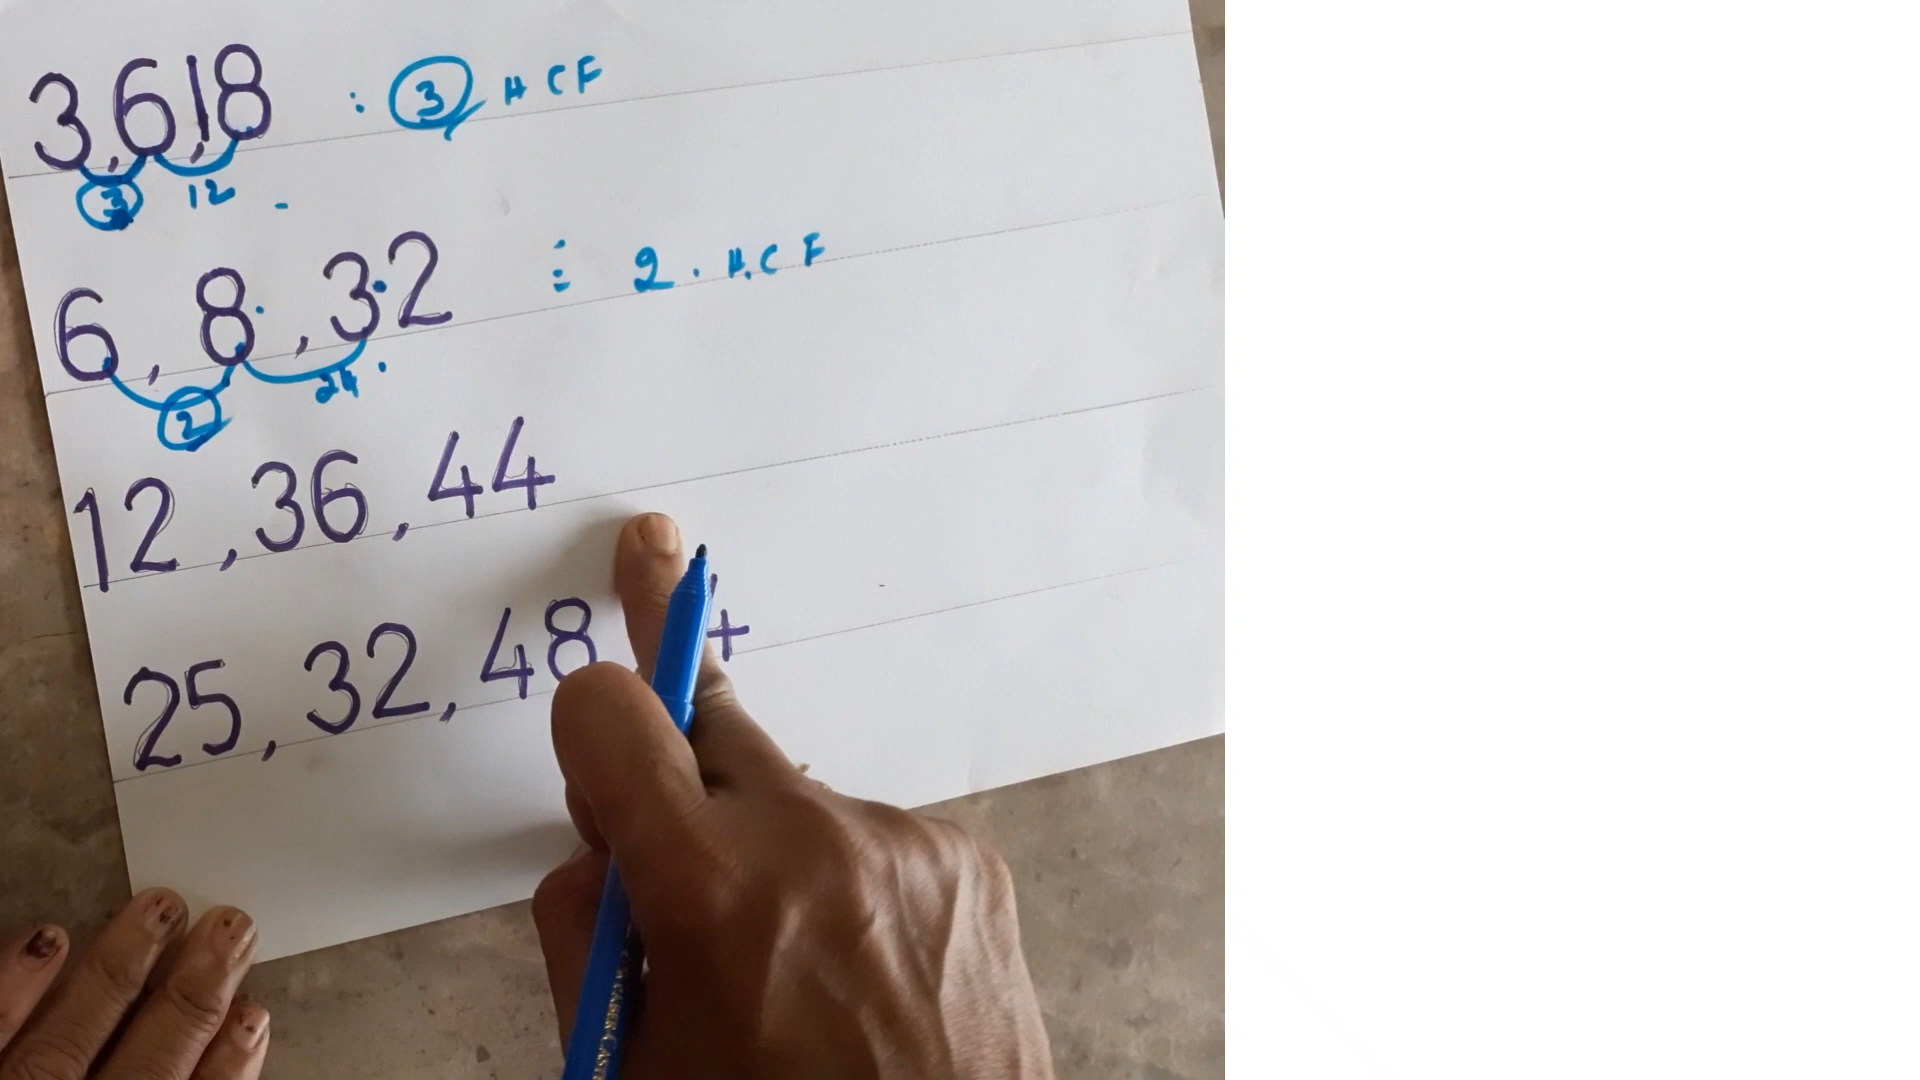 3,6,18 : 3 HCF
3 12 -
6, 8, 32 : 2. H.C F
2 24.
12, 36, 44
25, 32, 48